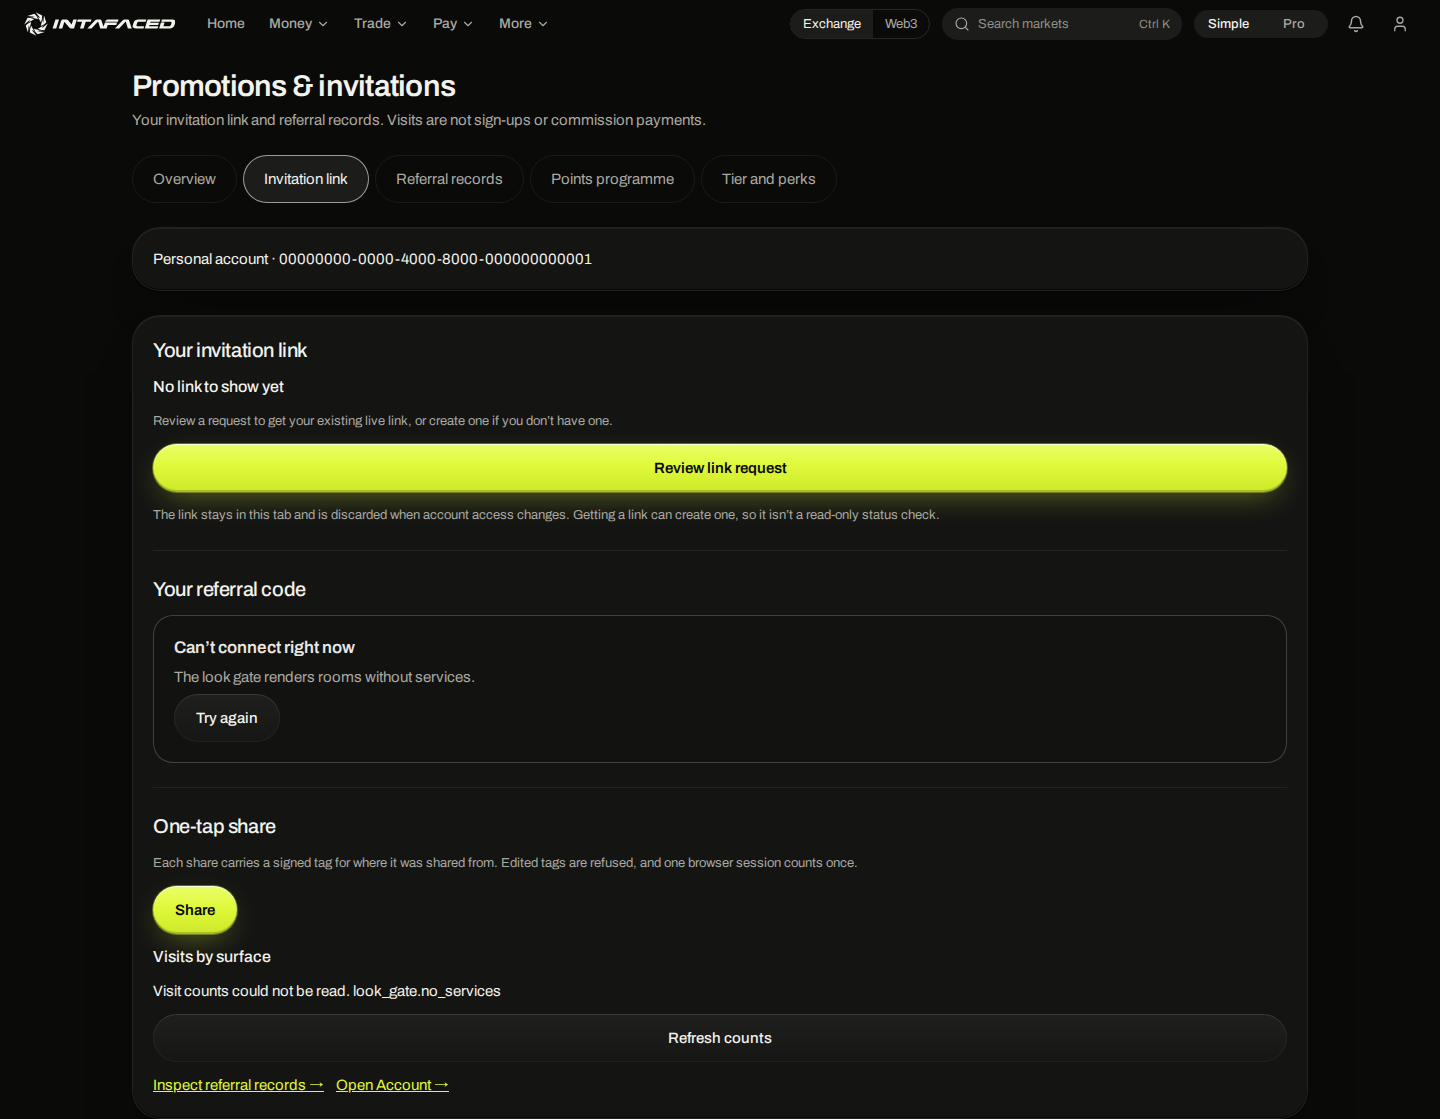 INTAFACED
Home
Money
Trade
Pay
More
Exchange
Web3
Search markets
Ctrl K
Simple
Pro
Promotions & invitations
Your invitation link and referral records. Visits are not sign-ups or commission payments.
Overview
Invitation link
Referral records
Points programme
Tier and perks
Personal account · 00000000-0000-4000-8000-000000000001
Your invitation link
No link to show yet
Review a request to get your existing live link, or create one if you don’t have one.
Review link request
The link stays in this tab and is discarded when account access changes. Getting a link can create one, so it isn’t a read-only status check.
Your referral code
Can’t connect right now
The look gate renders rooms without services.
Try again
One-tap share
Each share carries a signed tag for where it was shared from. Edited tags are refused, and one browser session counts once.
Share
Visits by surface
Visit counts could not be read. look_gate.no_services
Refresh counts
Inspect referral records →
Open Account →